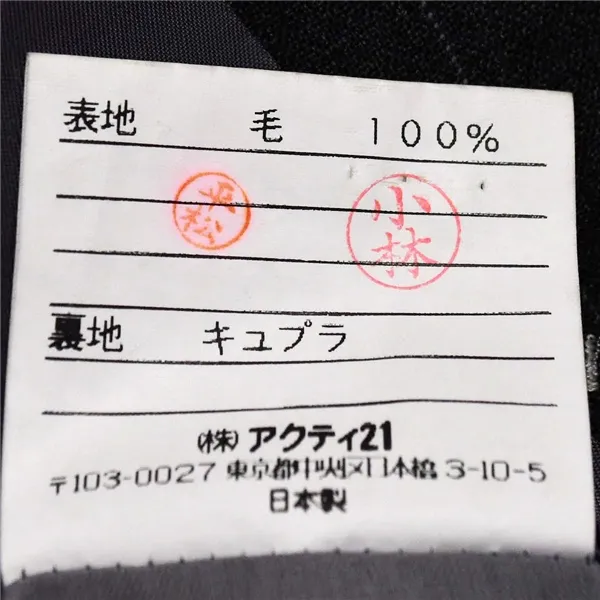 表地 毛 100%
平松
小林
裏地 キュプラ
(株)アクティ21
〒103-0027 東京都中央区日本橋 3-10-5
日本製